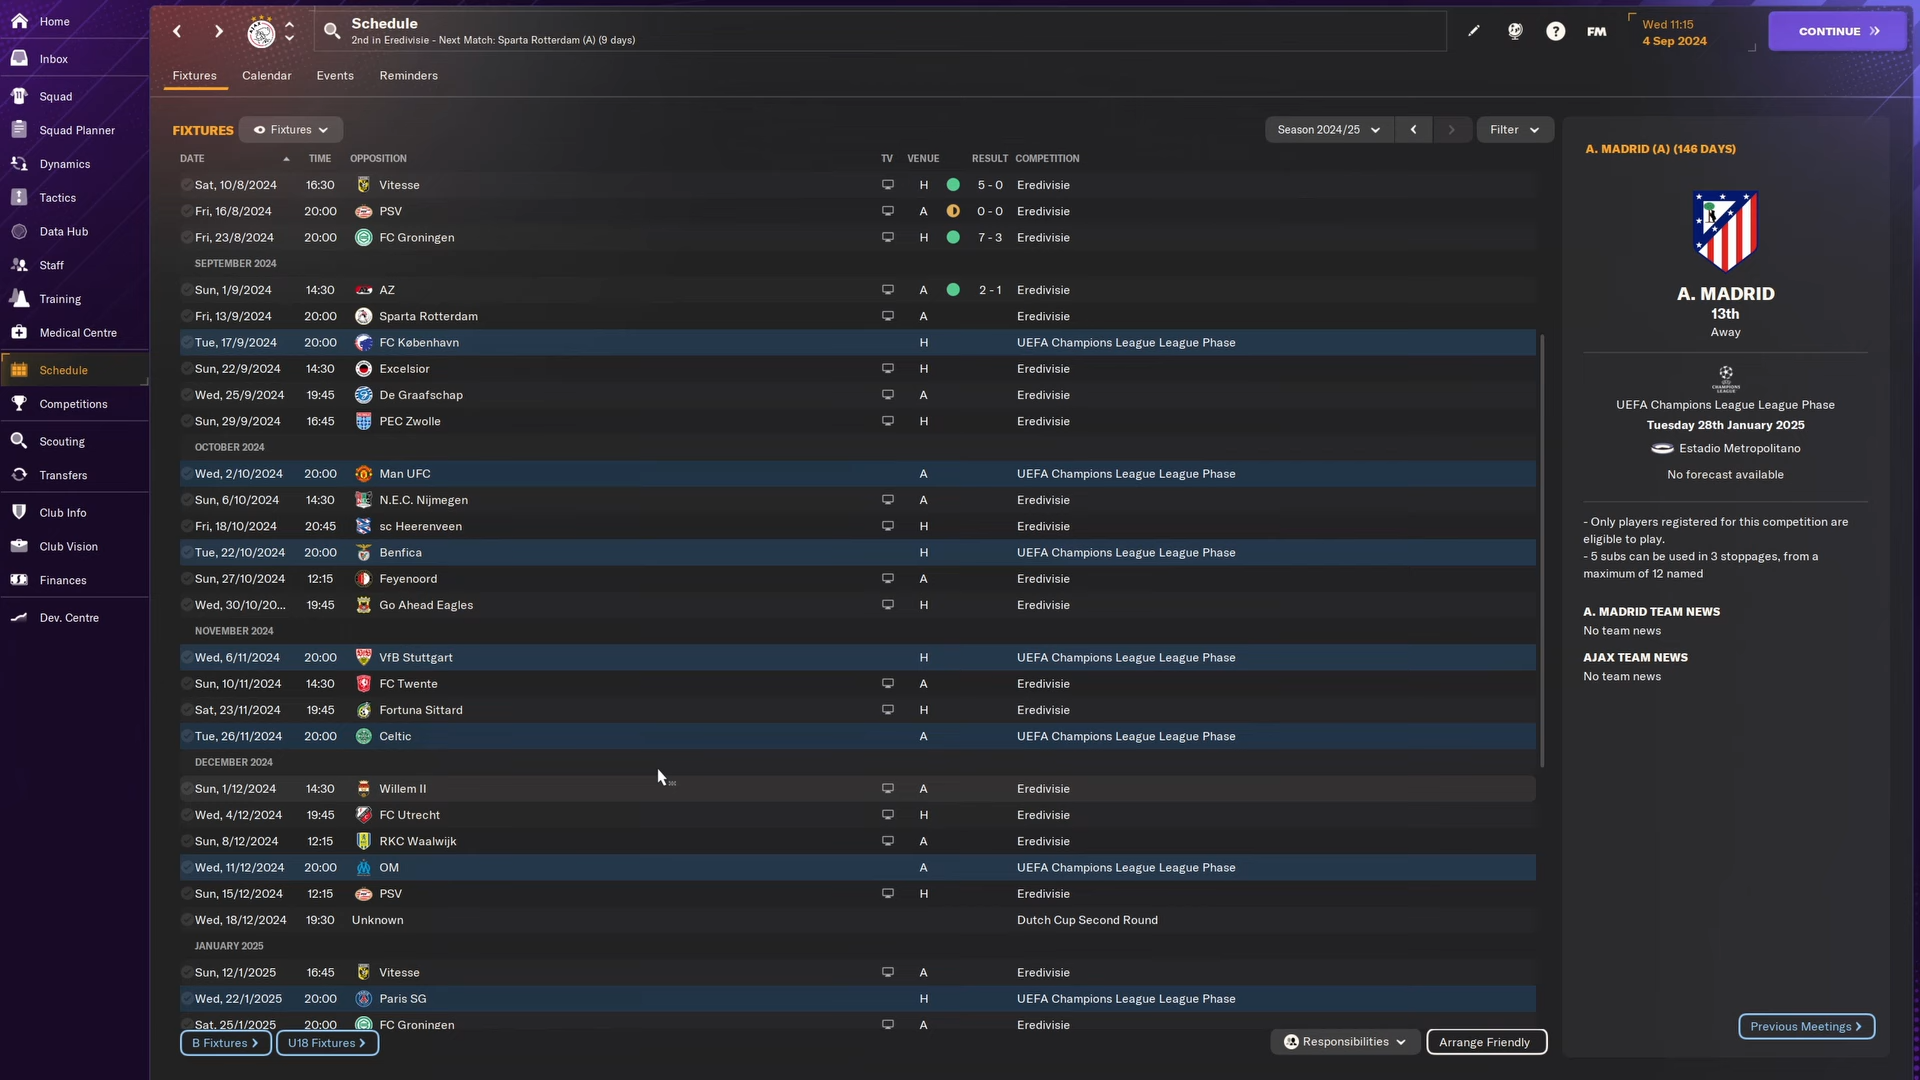 Home
Inbox
Squad
Squad Planner
Dynamics
Tactics
Data Hub
Staff
Training
Medical Centre
Schedule
Competitions
Scouting
Transfers
Club Info
Club Vision
Finances
Dev. Centre
Schedule
2nd in Eredivisie - Next Match: Sparta Rotterdam (A) (9 days)
FM
Wed 11:15
4 Sep 2024
CONTINUE
Fixtures Calendar Events Reminders
FIXTURES Fixtures Season 2024/25 Filter
DATE TIME OPPOSITION TV VENUE RESULT COMPETITION
Sat, 10/8/2024 16:30 Vitesse H 5 - 0 Eredivisie
Fri, 16/8/2024 20:00 PSV A 0 - 0 Eredivisie
Fri, 23/8/2024 20:00 FC Groningen H 7 - 3 Eredivisie
SEPTEMBER 2024
Sun, 1/9/2024 14:30 AZ A 2 - 1 Eredivisie
Fri, 13/9/2024 20:00 Sparta Rotterdam A Eredivisie
Tue, 17/9/2024 20:00 FC København H UEFA Champions League League Phase
Sun, 22/9/2024 14:30 Excelsior H Eredivisie
Wed, 25/9/2024 19:45 De Graafschap A Eredivisie
Sun, 29/9/2024 16:45 PEC Zwolle H Eredivisie
OCTOBER 2024
Wed, 2/10/2024 20:00 Man UFC A UEFA Champions League League Phase
Sun, 6/10/2024 14:30 N.E.C. Nijmegen A Eredivisie
Fri, 18/10/2024 20:45 sc Heerenveen H Eredivisie
Tue, 22/10/2024 20:00 Benfica H UEFA Champions League League Phase
Sun, 27/10/2024 12:15 Feyenoord A Eredivisie
Wed, 30/10/20... 19:45 Go Ahead Eagles H Eredivisie
NOVEMBER 2024
Wed, 6/11/2024 20:00 VfB Stuttgart H UEFA Champions League League Phase
Sun, 10/11/2024 14:30 FC Twente A Eredivisie
Sat, 23/11/2024 19:45 Fortuna Sittard H Eredivisie
Tue, 26/11/2024 20:00 Celtic A UEFA Champions League League Phase
DECEMBER 2024
Sun, 1/12/2024 14:30 Willem II A Eredivisie
Wed, 4/12/2024 19:45 FC Utrecht H Eredivisie
Sun, 8/12/2024 12:15 RKC Waalwijk A Eredivisie
Wed, 11/12/2024 20:00 OM A UEFA Champions League League Phase
Sun, 15/12/2024 12:15 PSV H Eredivisie
Wed, 18/12/2024 19:30 Unknown Dutch Cup Second Round
JANUARY 2025
Sun, 12/1/2025 16:45 Vitesse A Eredivisie
Wed, 22/1/2025 20:00 Paris SG H UEFA Champions League League Phase
Sat, 25/1/2025 20:00 FC Groningen A Eredivisie
B Fixtures U18 Fixtures Responsibilities Arrange Friendly
A. MADRID (A) (146 DAYS)
A. MADRID
13th
Away
CHAMPIONS LEAGUE
UEFA Champions League League Phase
Tuesday 28th January 2025
Estadio Metropolitano
No forecast available
- Only players registered for this competition are
eligible to play.
- 5 subs can be used in 3 stoppages, from a
maximum of 12 named
A. MADRID TEAM NEWS
No team news
AJAX TEAM NEWS
No team news
Previous Meetings